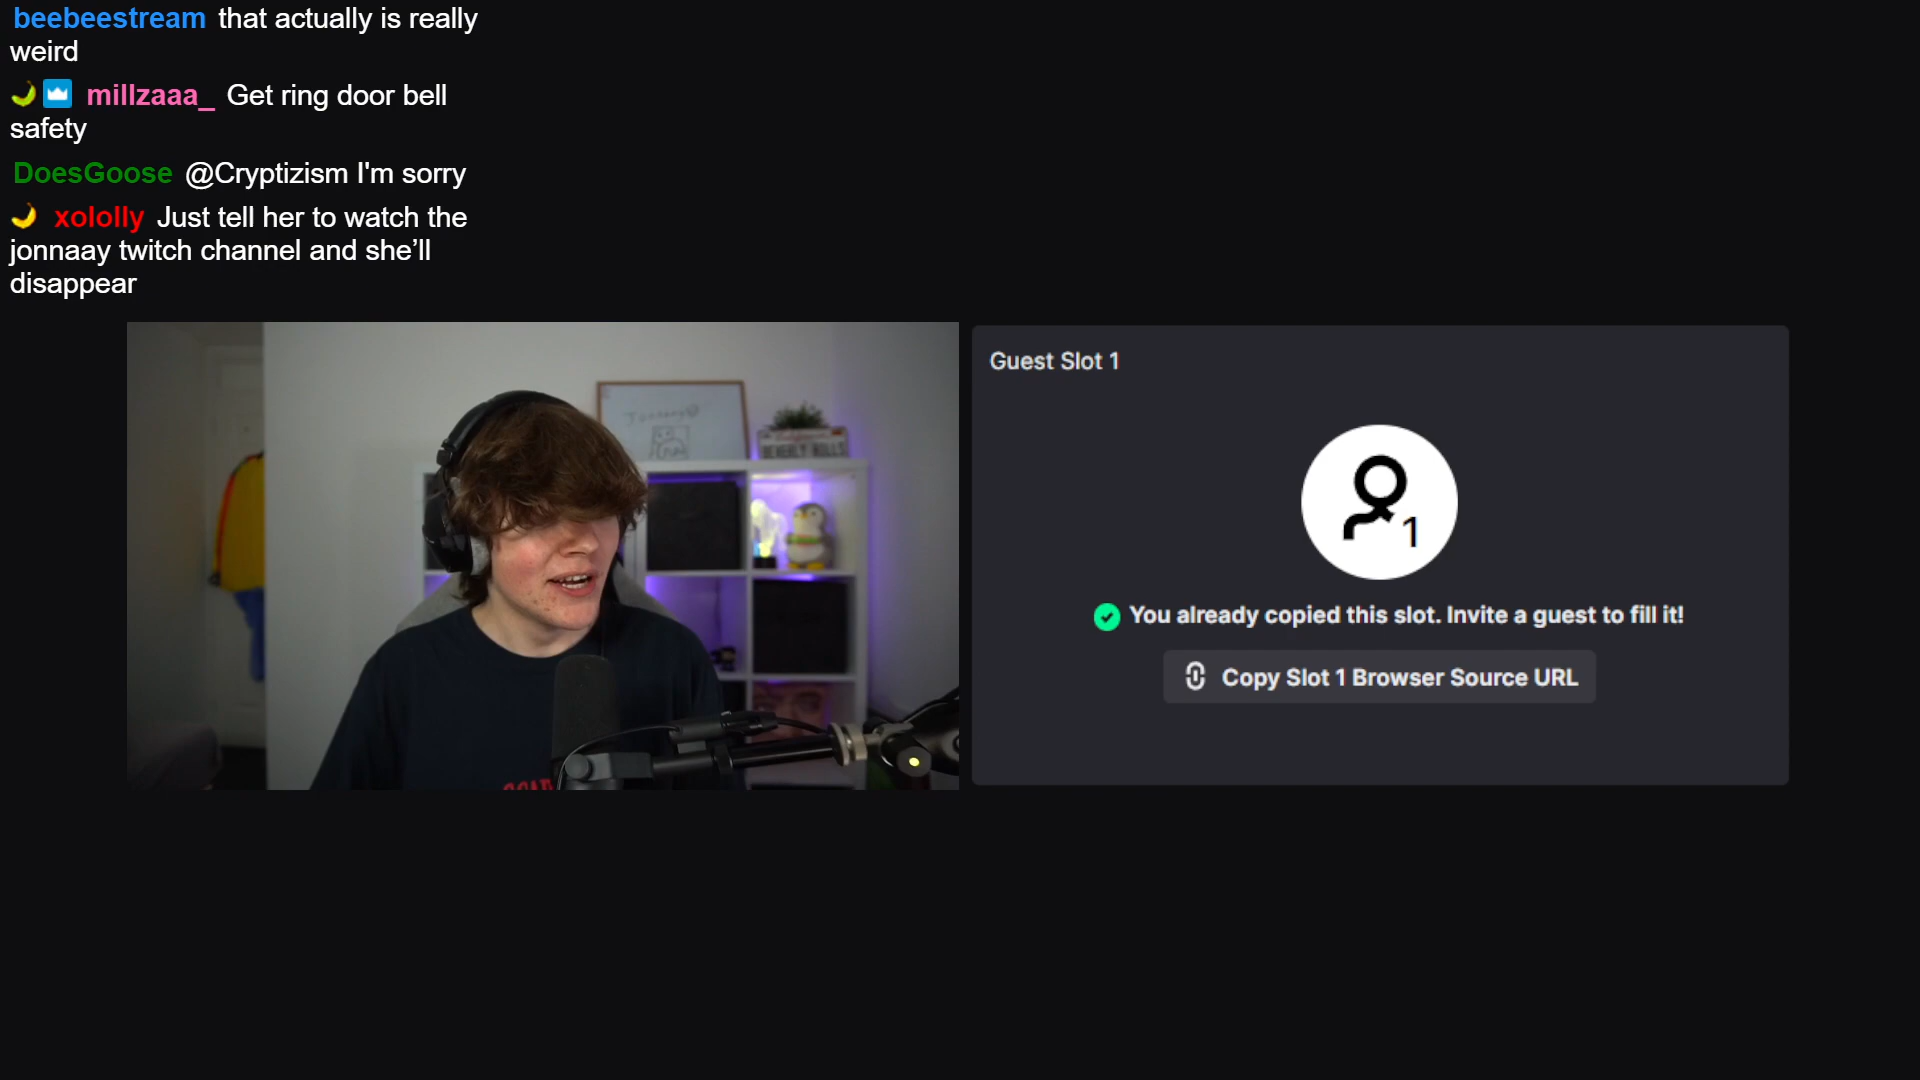 beebeestream that actually is really
weird
millzaaa_ Get ring door bell
safety
DoesGoose @Cryptizism I'm sorry
xololly Just tell her to watch the
jonnaay twitch channel and she’ll
disappear
Guest Slot 1
1
You already copied this slot. Invite a guest to fill it!
Copy Slot 1 Browser Source URL
BEVERLY HILLS